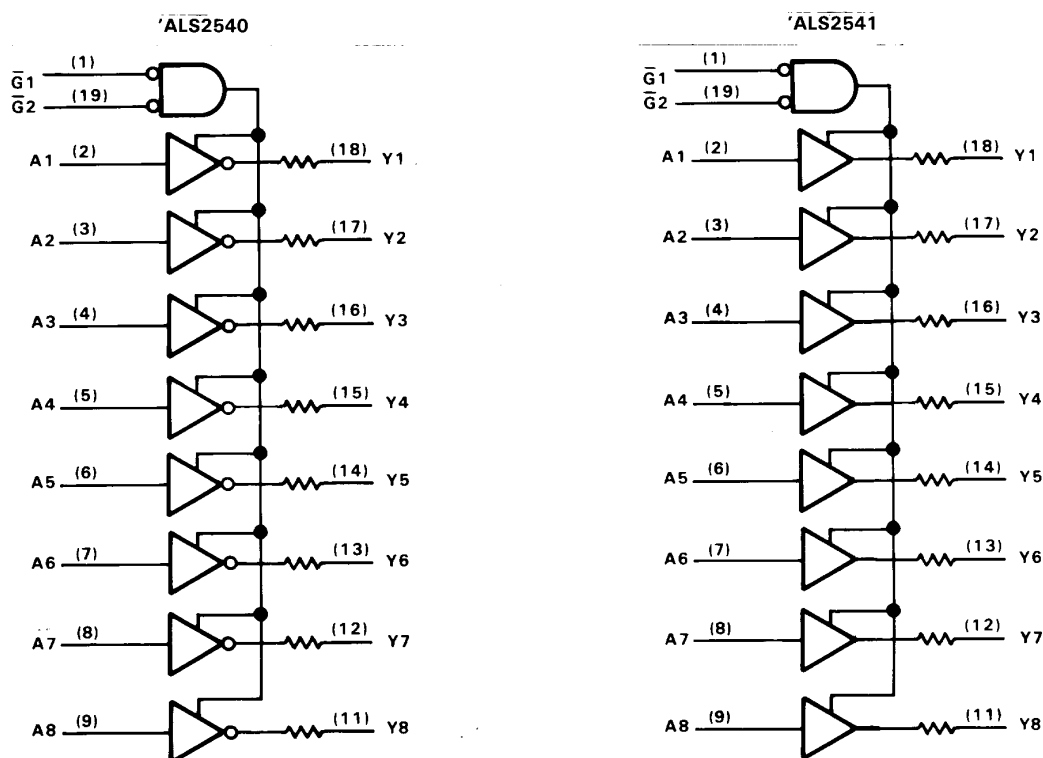 'ALS2540
G̅1 (1)
G̅2 (19)
A1 (2) (18) Y1
A2 (3) (17) Y2
A3 (4) (16) Y3
A4 (5) (15) Y4
A5 (6) (14) Y5
A6 (7) (13) Y6
A7 (8) (12) Y7
A8 (9) (11) Y8
'ALS2541
G̅1 (1)
G̅2 (19)
A1 (2) (18) Y1
A2 (3) (17) Y2
A3 (4) (16) Y3
A4 (5) (15) Y4
A5 (6) (14) Y5
A6 (7) (13) Y6
A7 (8) (12) Y7
A8 (9) (11) Y8